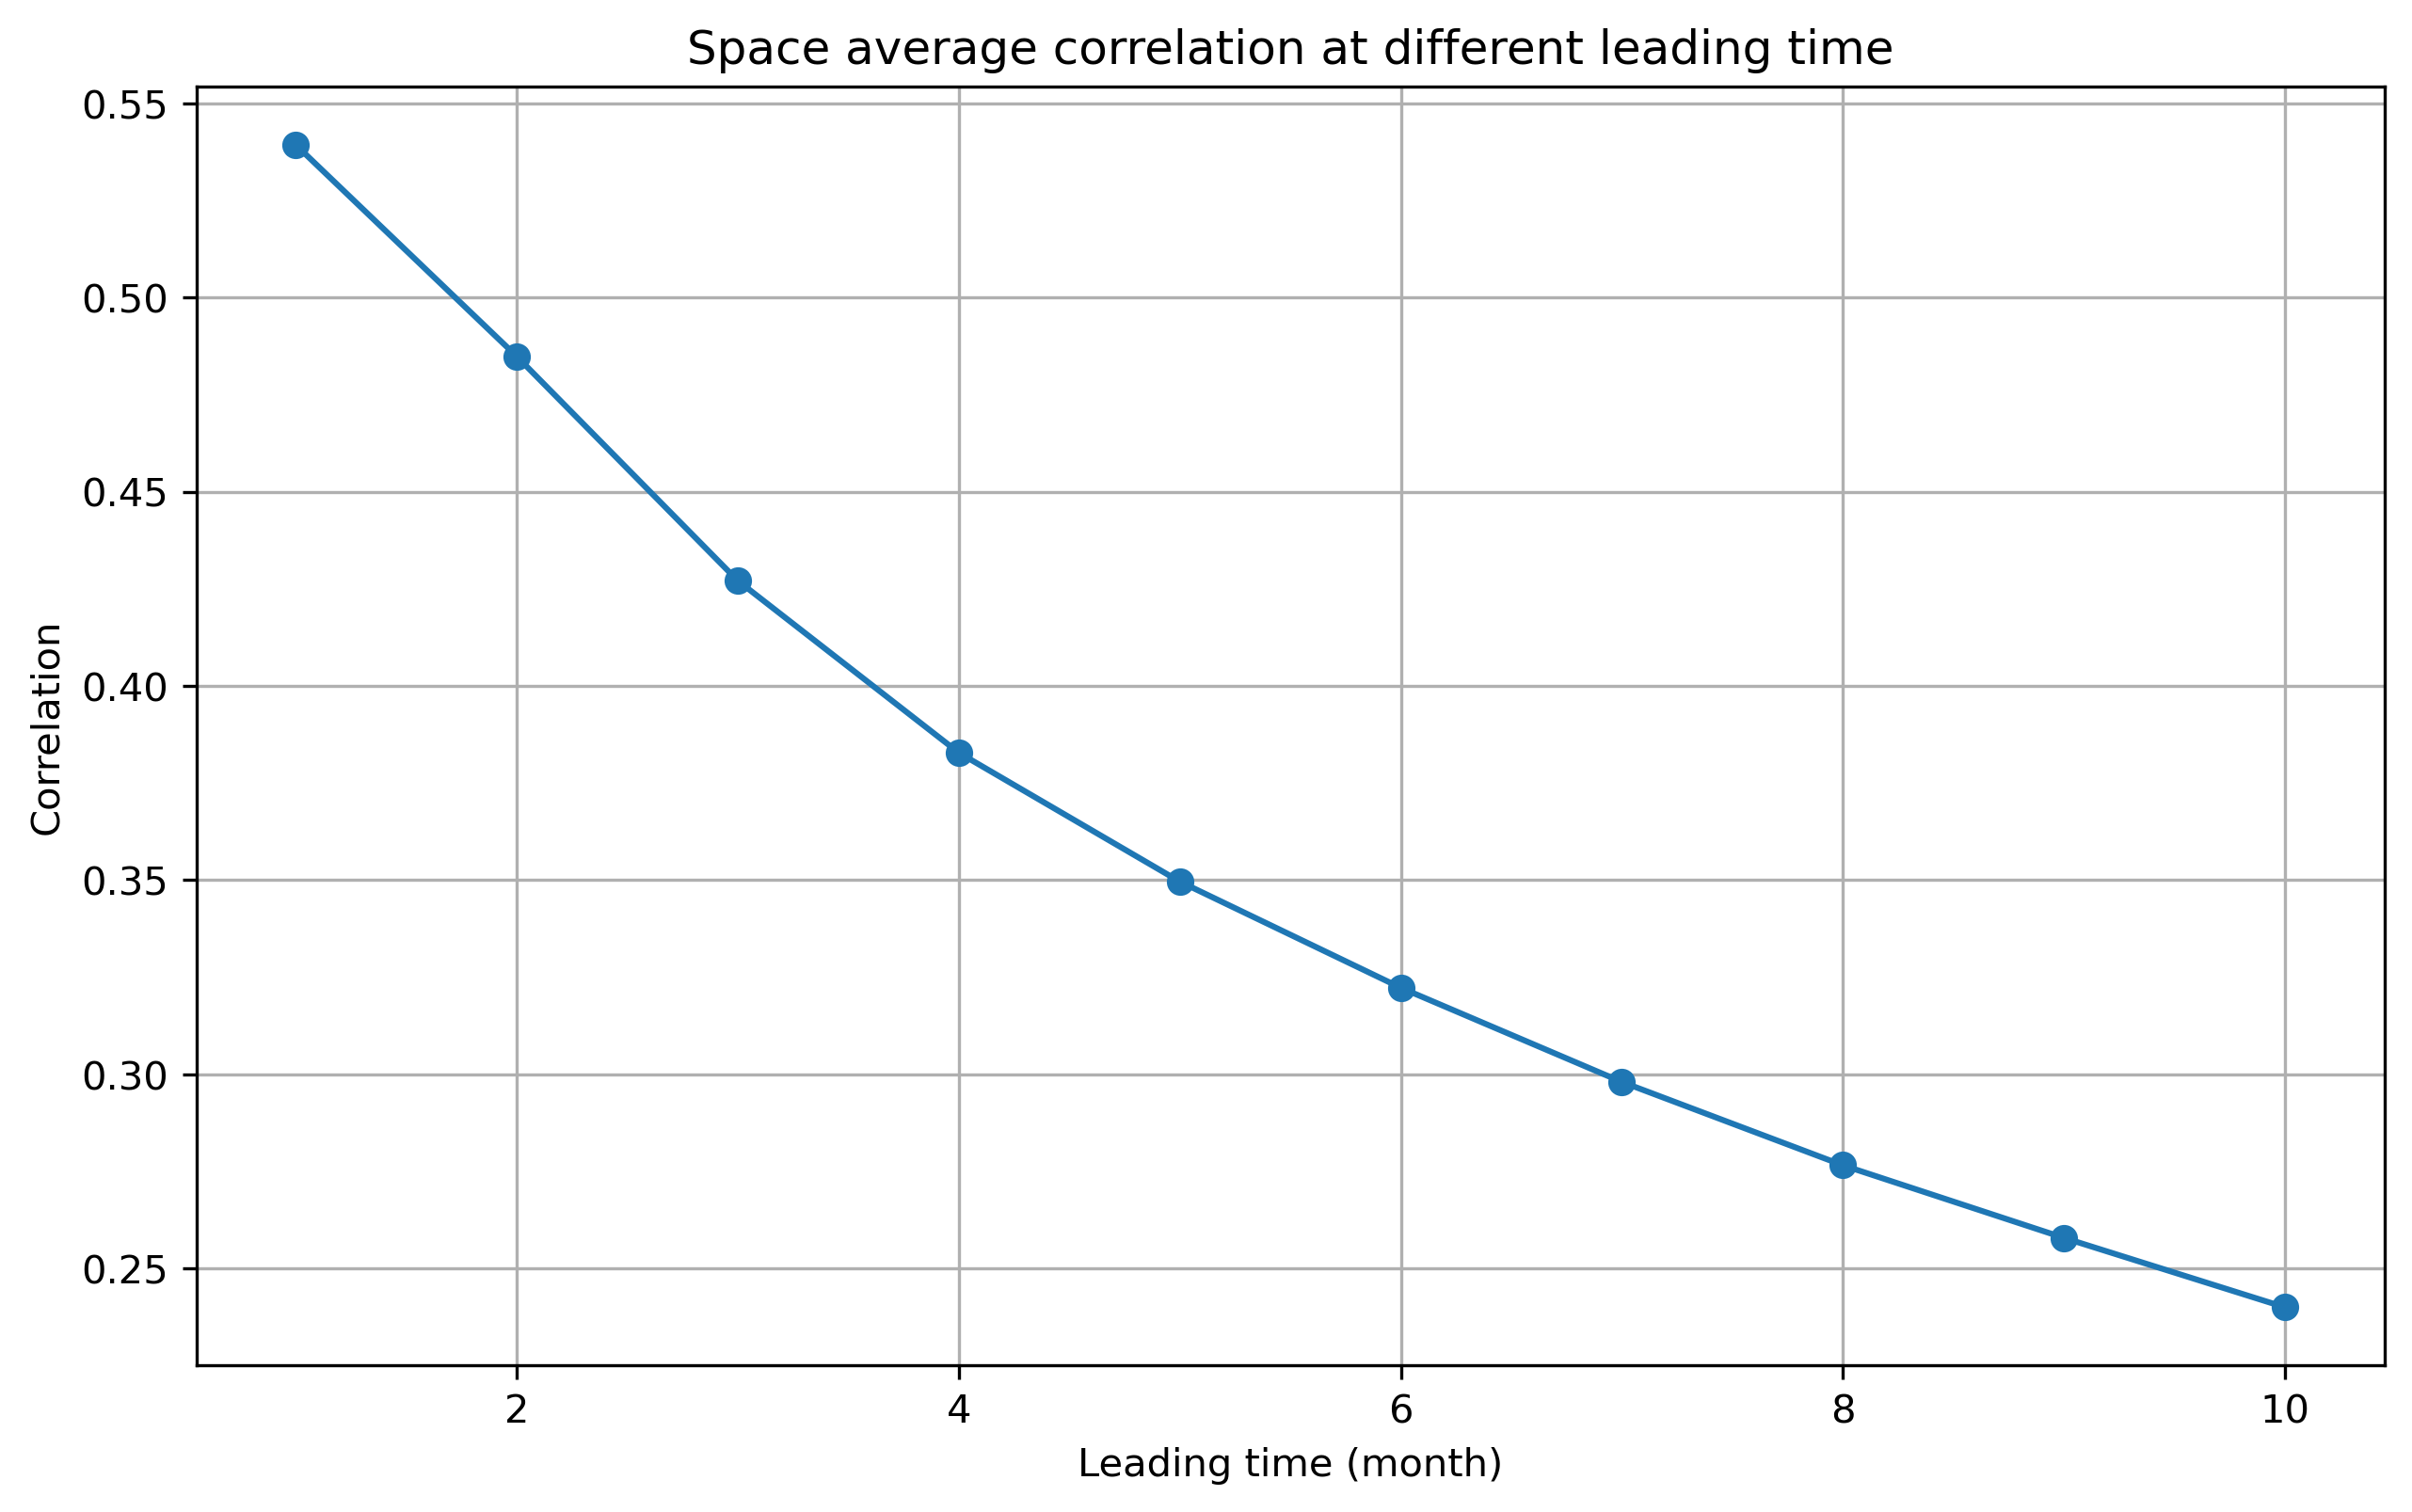 Space average correlation at different leading time
0.55
0.50
0.45
0.40
0.35
0.30
0.25
Correlation
2 4 6 8 10
Leading time (month)